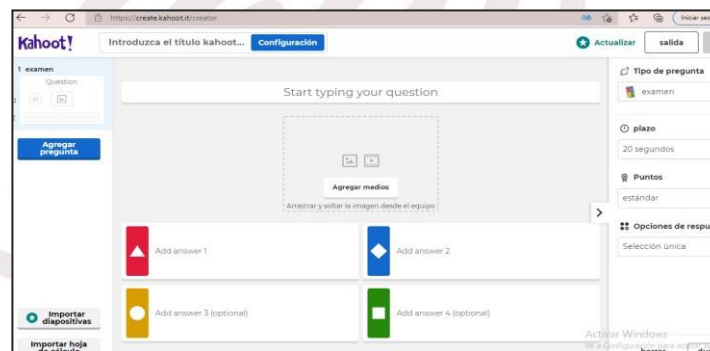 https://create.kahoot.it/creator
Iniciar ses
Kahoot!
Introduzca el título kahoot...
Configuración
Actualizar
salida
1 examen
Question
Agregar
pregunta
Importar
diapositivas
Importar hoja
de cálculo
Start typing your question
Agregar medios
Arrastrar y soltar la imagen desde el equipo
Add answer 1
Add answer 2
Add answer 3 (optional)
Add answer 4 (optional)
Tipo de pregunta
examen
plazo
20 segundos
Puntos
estándar
Opciones de respu
Selección única
Activar Windows
Ve a Configuración para activar
borrar